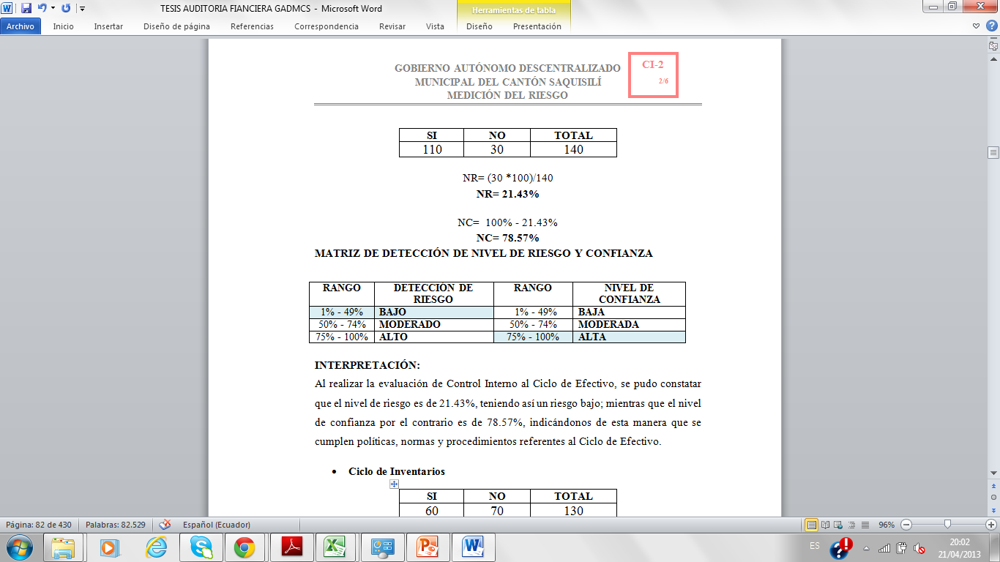 TESIS AUDITORIA FIANCIERA GADMCS - Microsoft Word
Herramientas de tabla
Archivo Inicio Insertar Diseño de página Referencias Correspondencia Revisar Vista Diseño Presentación
GOBIERNO AUTÓNOMO DESCENTRALIZADO
MUNICIPAL DEL CANTÓN SAQUISILÍ
MEDICIÓN DEL RIESGO
CI-2
2/6
SI NO TOTAL
110 30 140
NR= (30 *100)/140
NR= 21.43%
NC= 100% - 21.43%
NC= 78.57%
MATRIZ DE DETECCIÓN DE NIVEL DE RIESGO Y CONFIANZA
RANGO DETECCIÓN DE RANGO NIVEL DE
RIESGO CONFIANZA
1% - 49% BAJO 1% - 49% BAJA
50% - 74% MODERADO 50% - 74% MODERADA
75% - 100% ALTO 75% - 100% ALTA
INTERPRETACIÓN:
Al realizar la evaluación de Control Interno al Ciclo de Efectivo, se pudo constatar
que el nivel de riesgo es de 21.43%, teniendo así un riesgo bajo; mientras que el nivel
de confianza por el contrario es de 78.57%, indicándonos de esta manera que se
cumplen políticas, normas y procedimientos referentes al Ciclo de Efectivo.
• Ciclo de Inventarios
SI NO TOTAL
60 70 130
Página: 82 de 430 Palabras: 82.529 Español (Ecuador) 96%
ES 20:02
21/04/2013